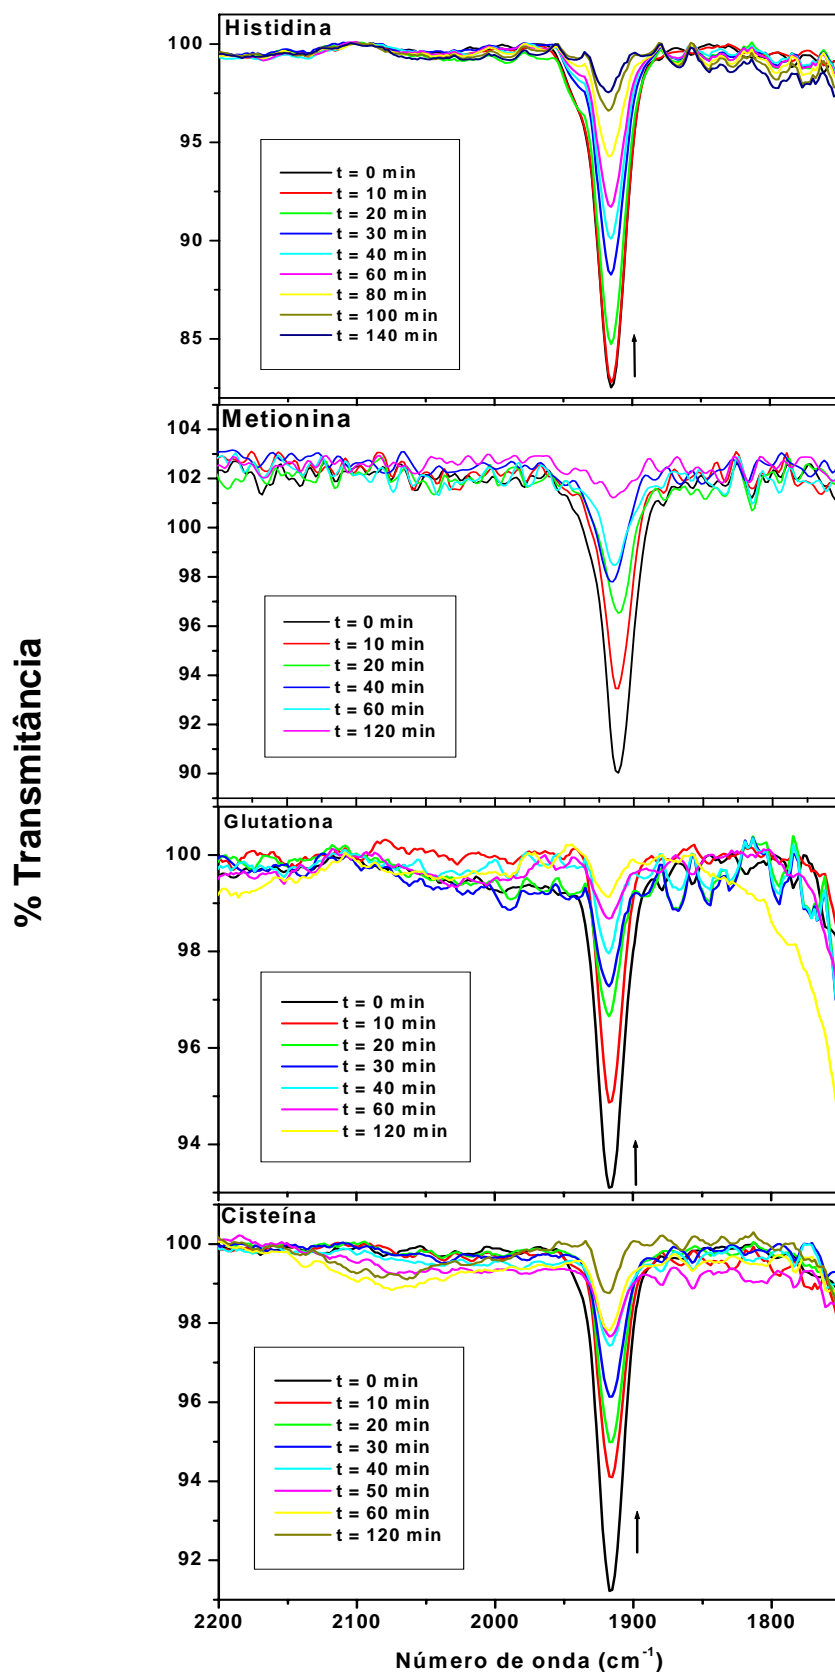 % Transmitância
Histidina
100
95
90
85
t = 0 min
t = 10 min
t = 20 min
t = 30 min
t = 40 min
t = 60 min
t = 80 min
t = 100 min
t = 140 min
Metionina
104
102
100
98
96
94
92
90
t = 0 min
t = 10 min
t = 20 min
t = 40 min
t = 60 min
t = 120 min
Glutationa
100
98
96
94
t = 0 min
t = 10 min
t = 20 min
t = 30 min
t = 40 min
t = 60 min
t = 120 min
Cisteína
100
98
96
94
92
t = 0 min
t = 10 min
t = 20 min
t = 30 min
t = 40 min
t = 50 min
t = 60 min
t = 120 min
2200 2100 2000 1900 1800
Número de onda (cm⁻¹)